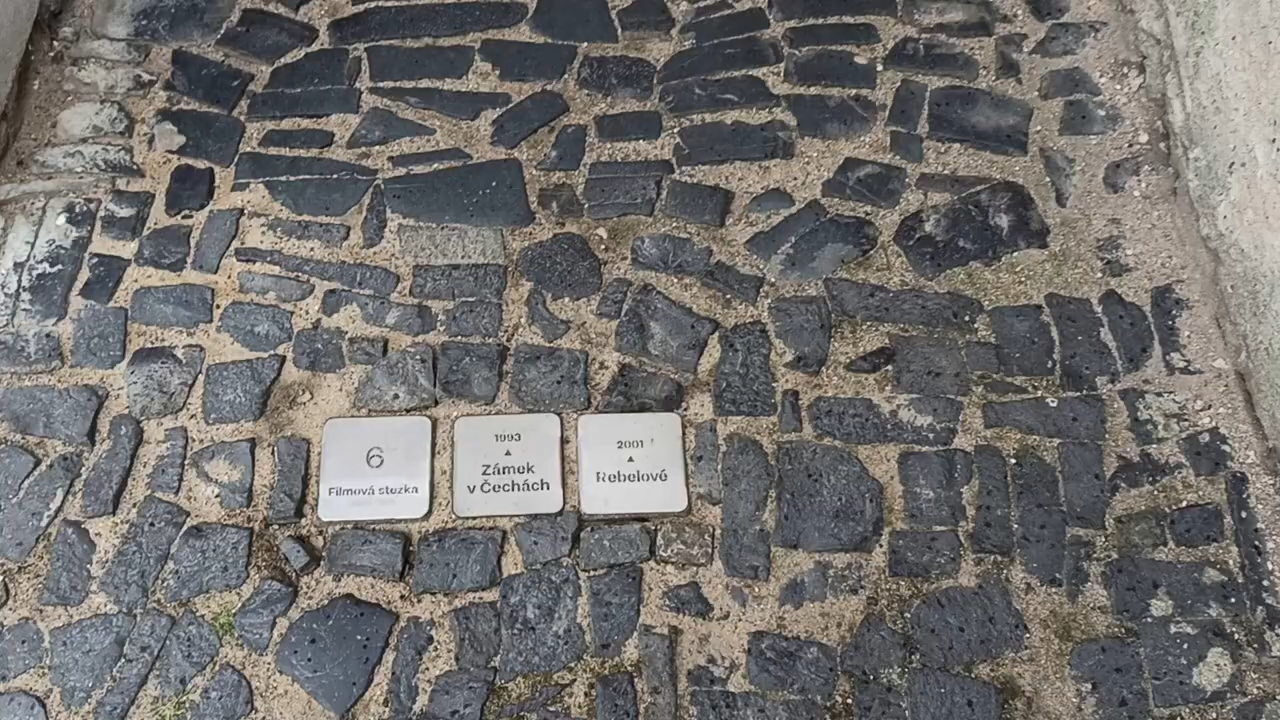 6
Filmová stezka
1993
▲
Zámek
v Čechách
2001
▲
Rebelové